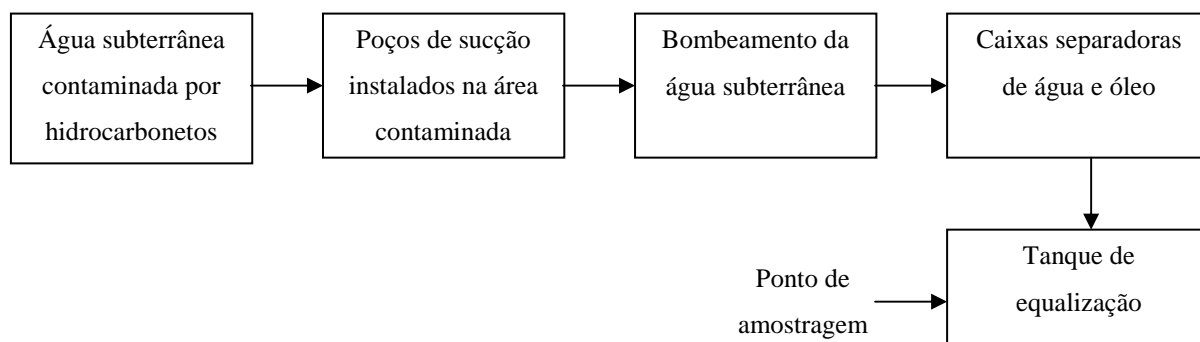 Água subterrânea
contaminada por
hidrocarbonetos
Poços de sucção
instalados na área
contaminada
Bombeamento da
água subterrânea
Caixas separadoras
de água e óleo
Ponto de
amostragem
Tanque de
equalização